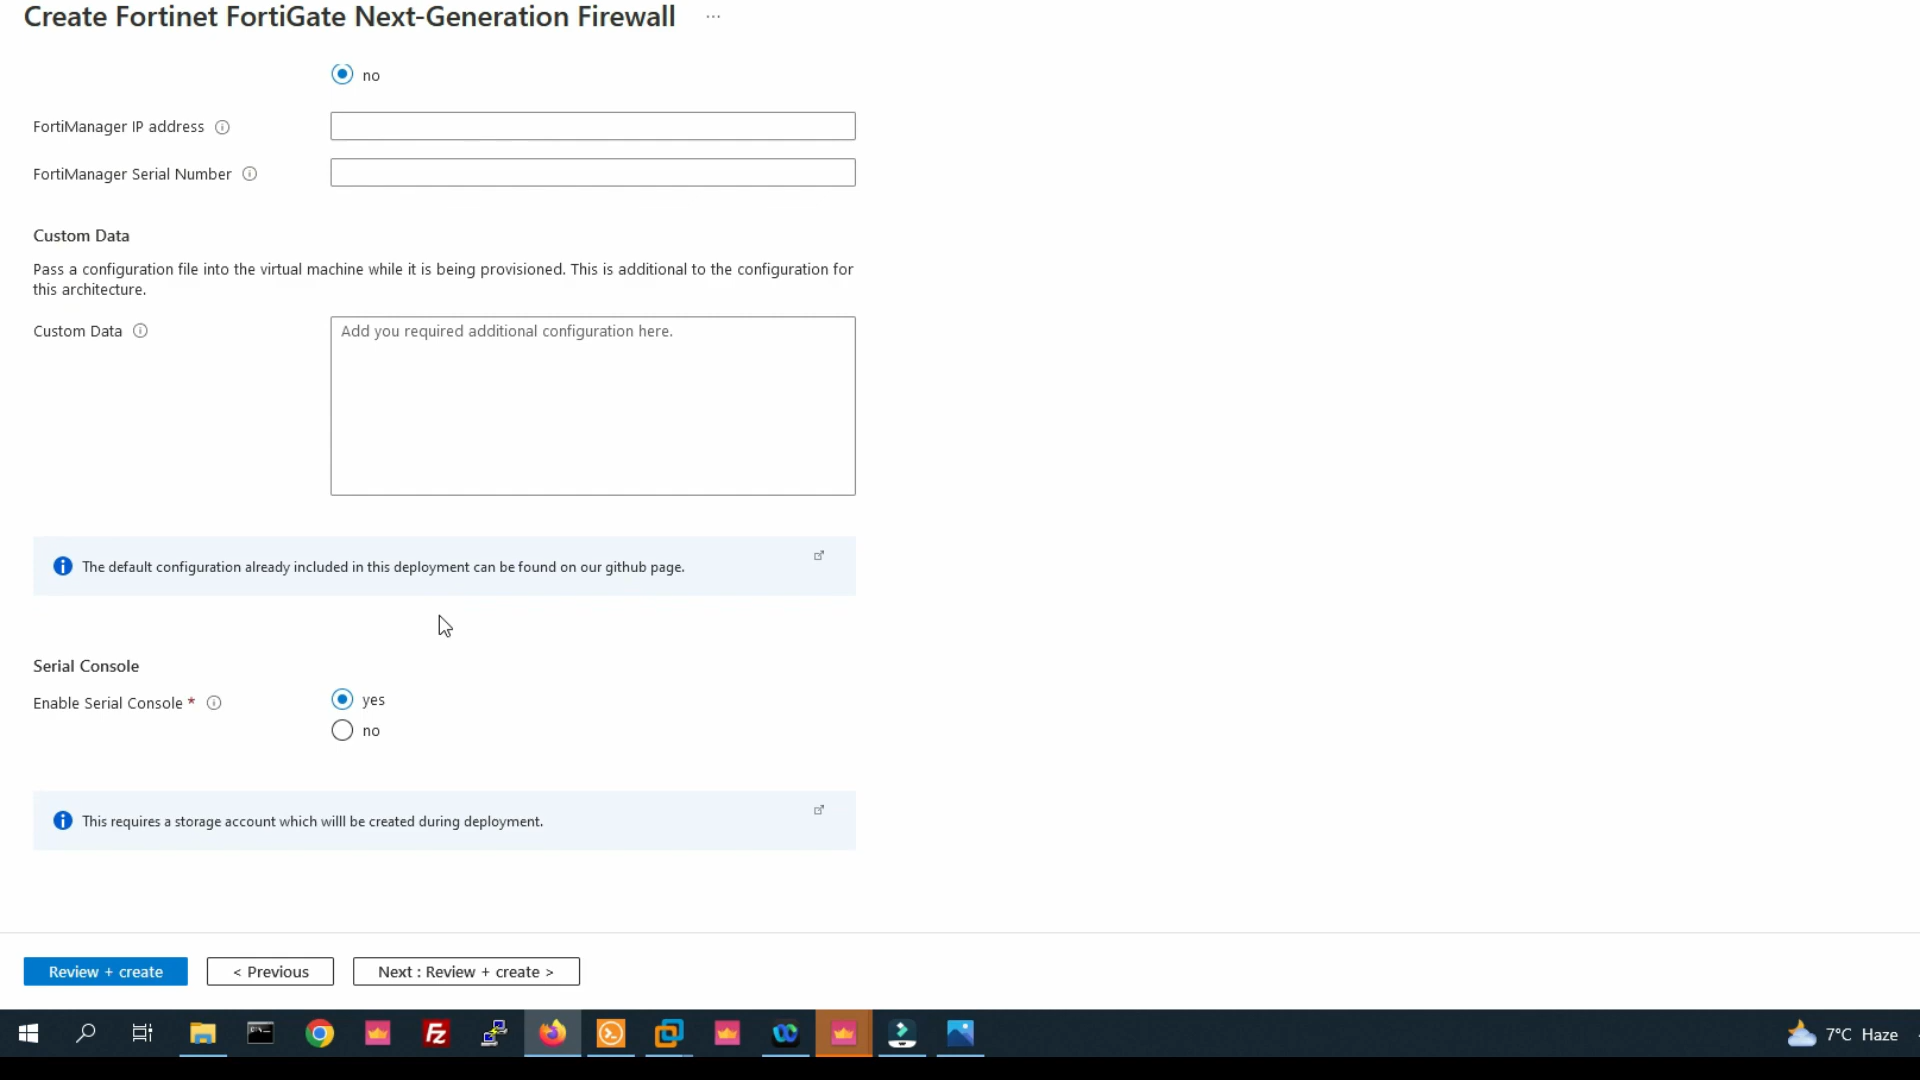 Create Fortinet FortiGate Next-Generation Firewall ...
no
FortiManager IP address
FortiManager Serial Number
Custom Data
Pass a configuration file into the virtual machine while it is being provisioned. This is additional to the configuration for
this architecture.
Custom Data
Add you required additional configuration here.
The default configuration already included in this deployment can be found on our github page.
Serial Console
Enable Serial Console *
yes
no
This requires a storage account which willl be created during deployment.
Review + create
< Previous
Next : Review + create >
Fz
7°C Haze